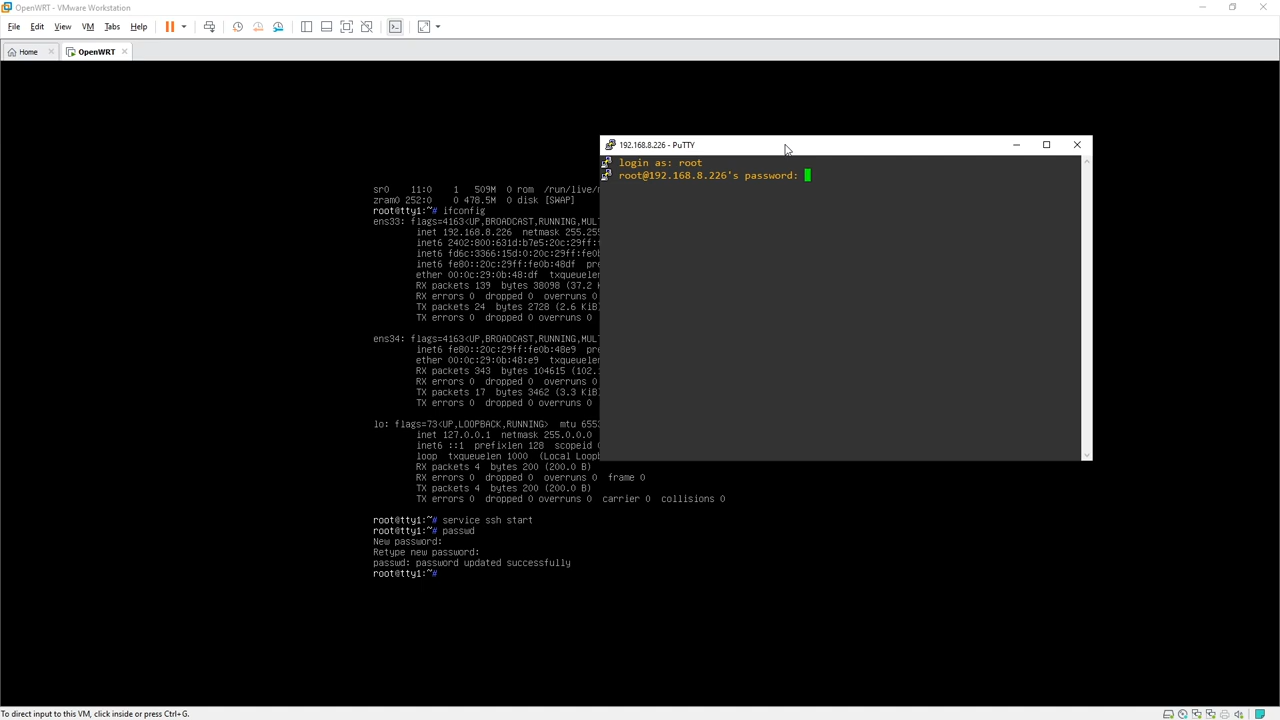 OpenWRT - VMware Workstation
File Edit View VM Tabs Help
Home OpenWRT
192.168.8.226 - PuTTY
login as: root
root@192.168.8.226's password:
sr0 11:0 1 509M 0 rom /run/live/
zram0 252:0 0 478.5M 0 disk [SWAP]
root@tty1:~# ifconfig
ens33: flags=4163<UP,BROADCAST,RUNNING,MUL
inet 192.168.8.226 netmask 255.255
inet6 2402:800:631d:b7e5:20c:29ff:f
inet6 fd6c:3366:15d:0:20c:29ff:fe0b
inet6 fe80::20c:29ff:fe0b:48df pre
ether 00:0c:29:0b:48:df txqueuelen
RX packets 139 bytes 38098 (37.2 K
RX errors 0 dropped 0 overruns 0
TX packets 24 bytes 2728 (2.6 KiB)
TX errors 0 dropped 0 overruns 0
ens34: flags=4163<UP,BROADCAST,RUNNING,MUL
inet6 fe80::20c:29ff:fe0b:48e9 pre
ether 00:0c:29:0b:48:e9 txqueuelen
RX packets 343 bytes 104615 (102.
RX errors 0 dropped 0 overruns 0
TX packets 17 bytes 3462 (3.3 KiB)
TX errors 0 dropped 0 overruns 0
lo: flags=73<UP,LOOPBACK,RUNNING> mtu 6553
inet 127.0.0.1 netmask 255.0.0.0
inet6 ::1 prefixlen 128 scopeid
loop txqueuelen 1000 (Local Loop
RX packets 4 bytes 200 (200.0 B)
RX errors 0 dropped 0 overruns 0 frame 0
TX packets 4 bytes 200 (200.0 B)
TX errors 0 dropped 0 overruns 0 carrier 0 collisions 0
root@tty1:~# service ssh start
root@tty1:~# passwd
New password:
Retype new password:
passwd: password updated successfully
root@tty1:~#
To direct input to this VM, click inside or press Ctrl+G.